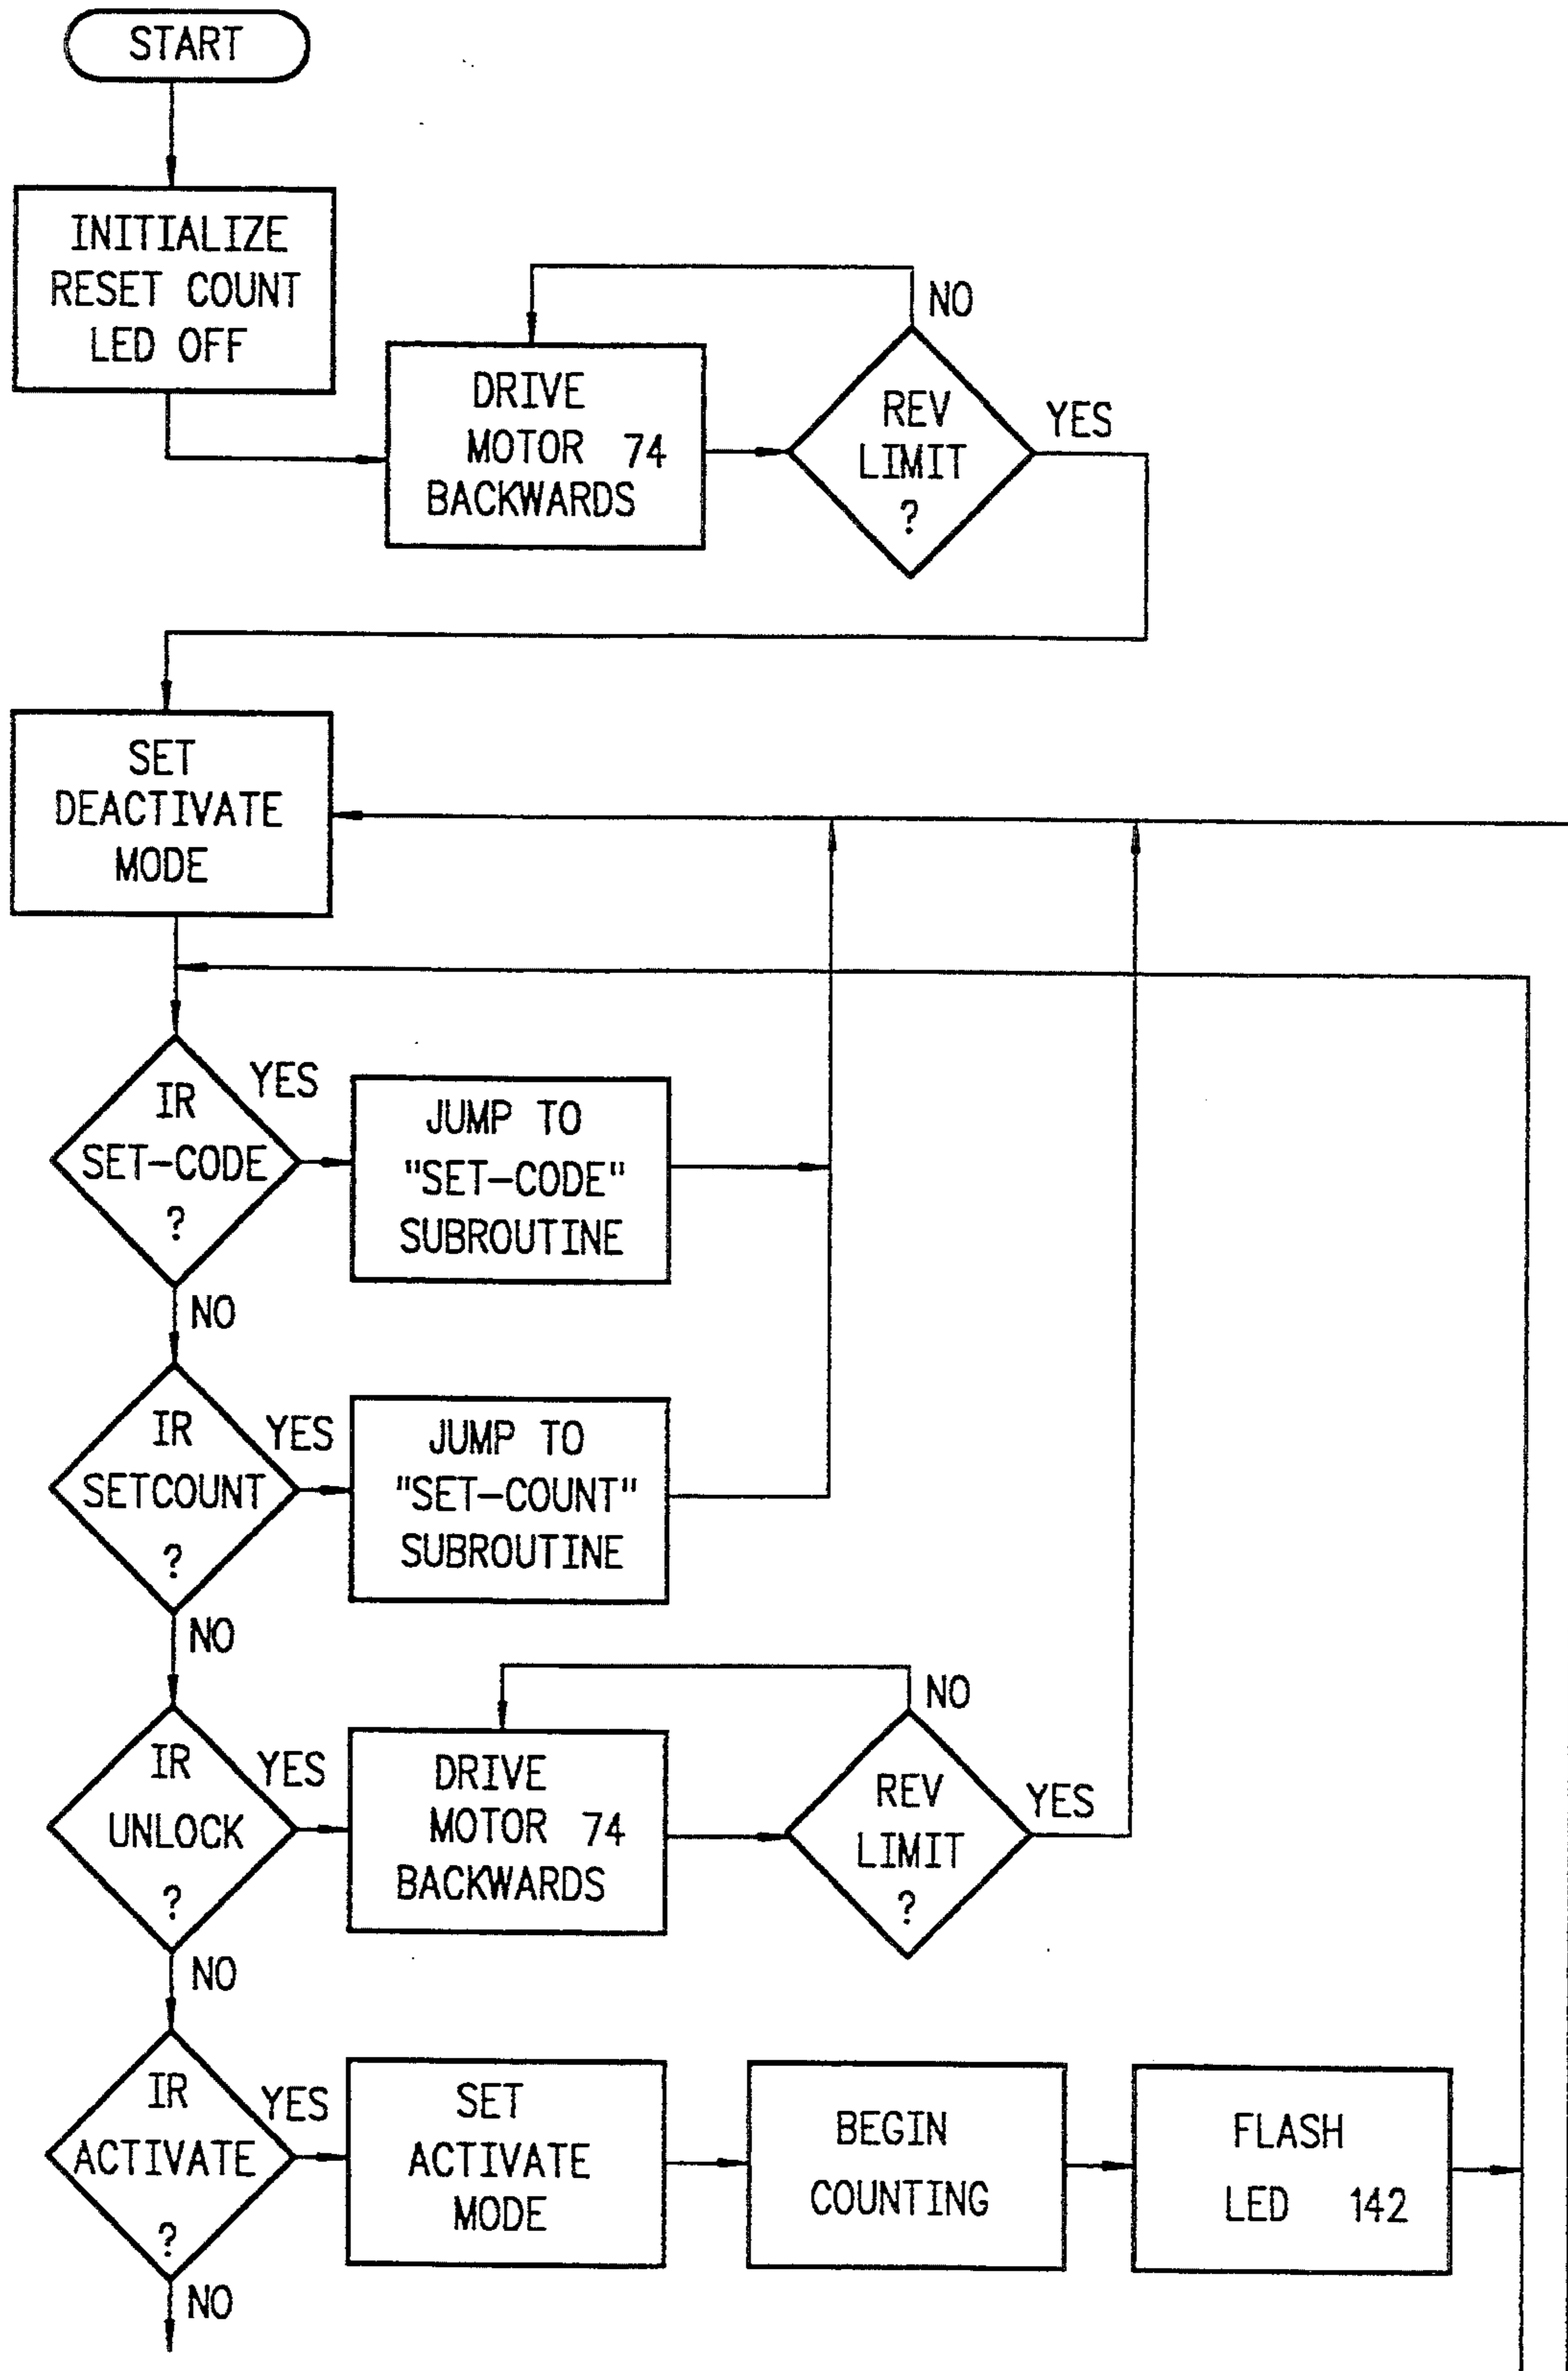 START
INITIALIZE
RESET COUNT
LED OFF
DRIVE
MOTOR 74
BACKWARDS
NO
REV
LIMIT
?
YES
SET
DEACTIVATE
MODE
IR
SET-CODE
?
YES
JUMP TO
"SET-CODE"
SUBROUTINE
NO
IR
SETCOUNT
?
YES
JUMP TO
"SET-COUNT"
SUBROUTINE
NO
IR
UNLOCK
?
YES
DRIVE
MOTOR 74
BACKWARDS
NO
REV
LIMIT
?
YES
NO
IR
ACTIVATE
?
YES
SET
ACTIVATE
MODE
BEGIN
COUNTING
FLASH
LED 142
NO